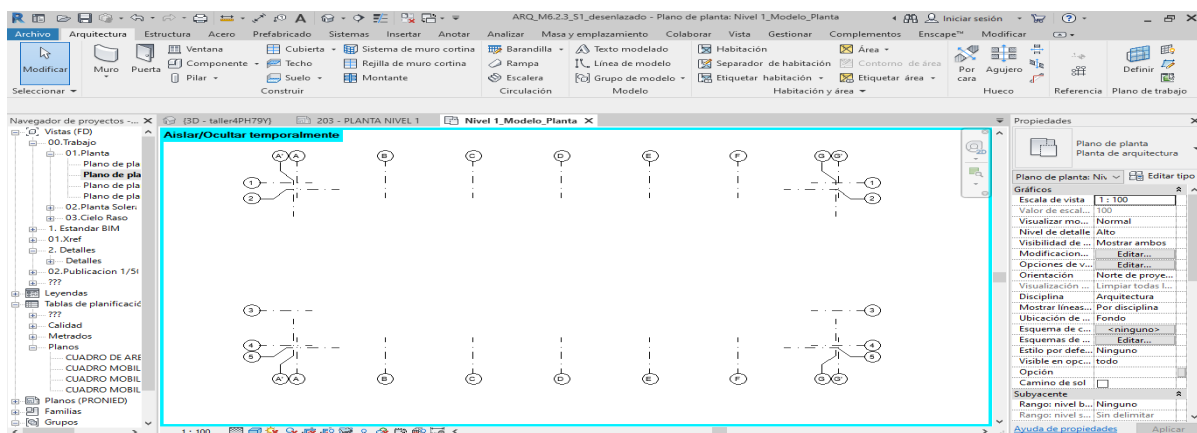 ARQ_M6.2.3_S1_desenlazado - Plano de planta: Nivel 1_Modelo_Planta
Iniciar sesión
Archivo Arquitectura Estructura Acero Prefabricado Sistemas Insertar Anotar Analizar Masa y emplazamiento Colaborar Vista Gestionar Complementos Enscape™ Modificar
Modificar
Muro
Puerta
Ventana
Componente
Pilar
Cubierta
Techo
Suelo
Sistema de muro cortina
Rejilla de muro cortina
Montante
Barandilla
Rampa
Escalera
Texto modelado
Línea de modelo
Grupo de modelo
Habitación
Separador de habitación
Etiquetar habitación
Área
Contorno de área
Etiquetar área
Por cara
Agujero
Definir
Seleccionar
Construir
Circulación
Modelo
Habitación y área
Hueco
Referencia
Plano de trabajo
Navegador de proyectos -...
{3D - taller4PH79Y}
203 - PLANTA NIVEL 1
Nivel 1_Modelo_Planta
Propiedades
Vistas (FD)
00.Trabajo
01.Planta
Plano de pla
Plano de pla
Plano de pla
Plano de pla
02.Planta Soler
03.Cielo Raso
1. Estandar BIM
01.Xref
2. Detalles
Detalles
02.Publicacion 1/5
???
Leyendas
Tablas de planificació
???
Calidad
Metrados
Planos
CUADRO DE ARE
CUADRO MOBIL
CUADRO MOBIL
CUADRO MOBIL
Planos (PRONIED)
Familias
Grupos
Aislar/Ocultar temporalmente
A' A B C D E F G G'
1 1
2 2
3 3
4 4
5 5
A' A B C D E F G G'
1 : 100
Plano de planta
Planta de arquitectura
Plano de planta: Niv
Editar tipo
Gráficos
Escala de vista 1 : 100
Valor de escal... 100
Visualizar mo... Normal
Nivel de detalle Alto
Visibilidad de ... Mostrar ambos
Modificacion... Editar...
Opciones de v... Editar...
Orientación Norte de proye...
Visualización ... Limpiar todas l...
Disciplina Arquitectura
Mostrar líneas... Por disciplina
Ubicación de ... Fondo
Esquema de c... <ninguno>
Esquemas de ... Editar...
Estilo por defe... Ninguno
Visible en opc... todo
Opción
Camino de sol
Subyacente
Rango: nivel b... Ninguno
Rango: nivel s... Sin delimitar
Ayuda de propiedades
Aplicar